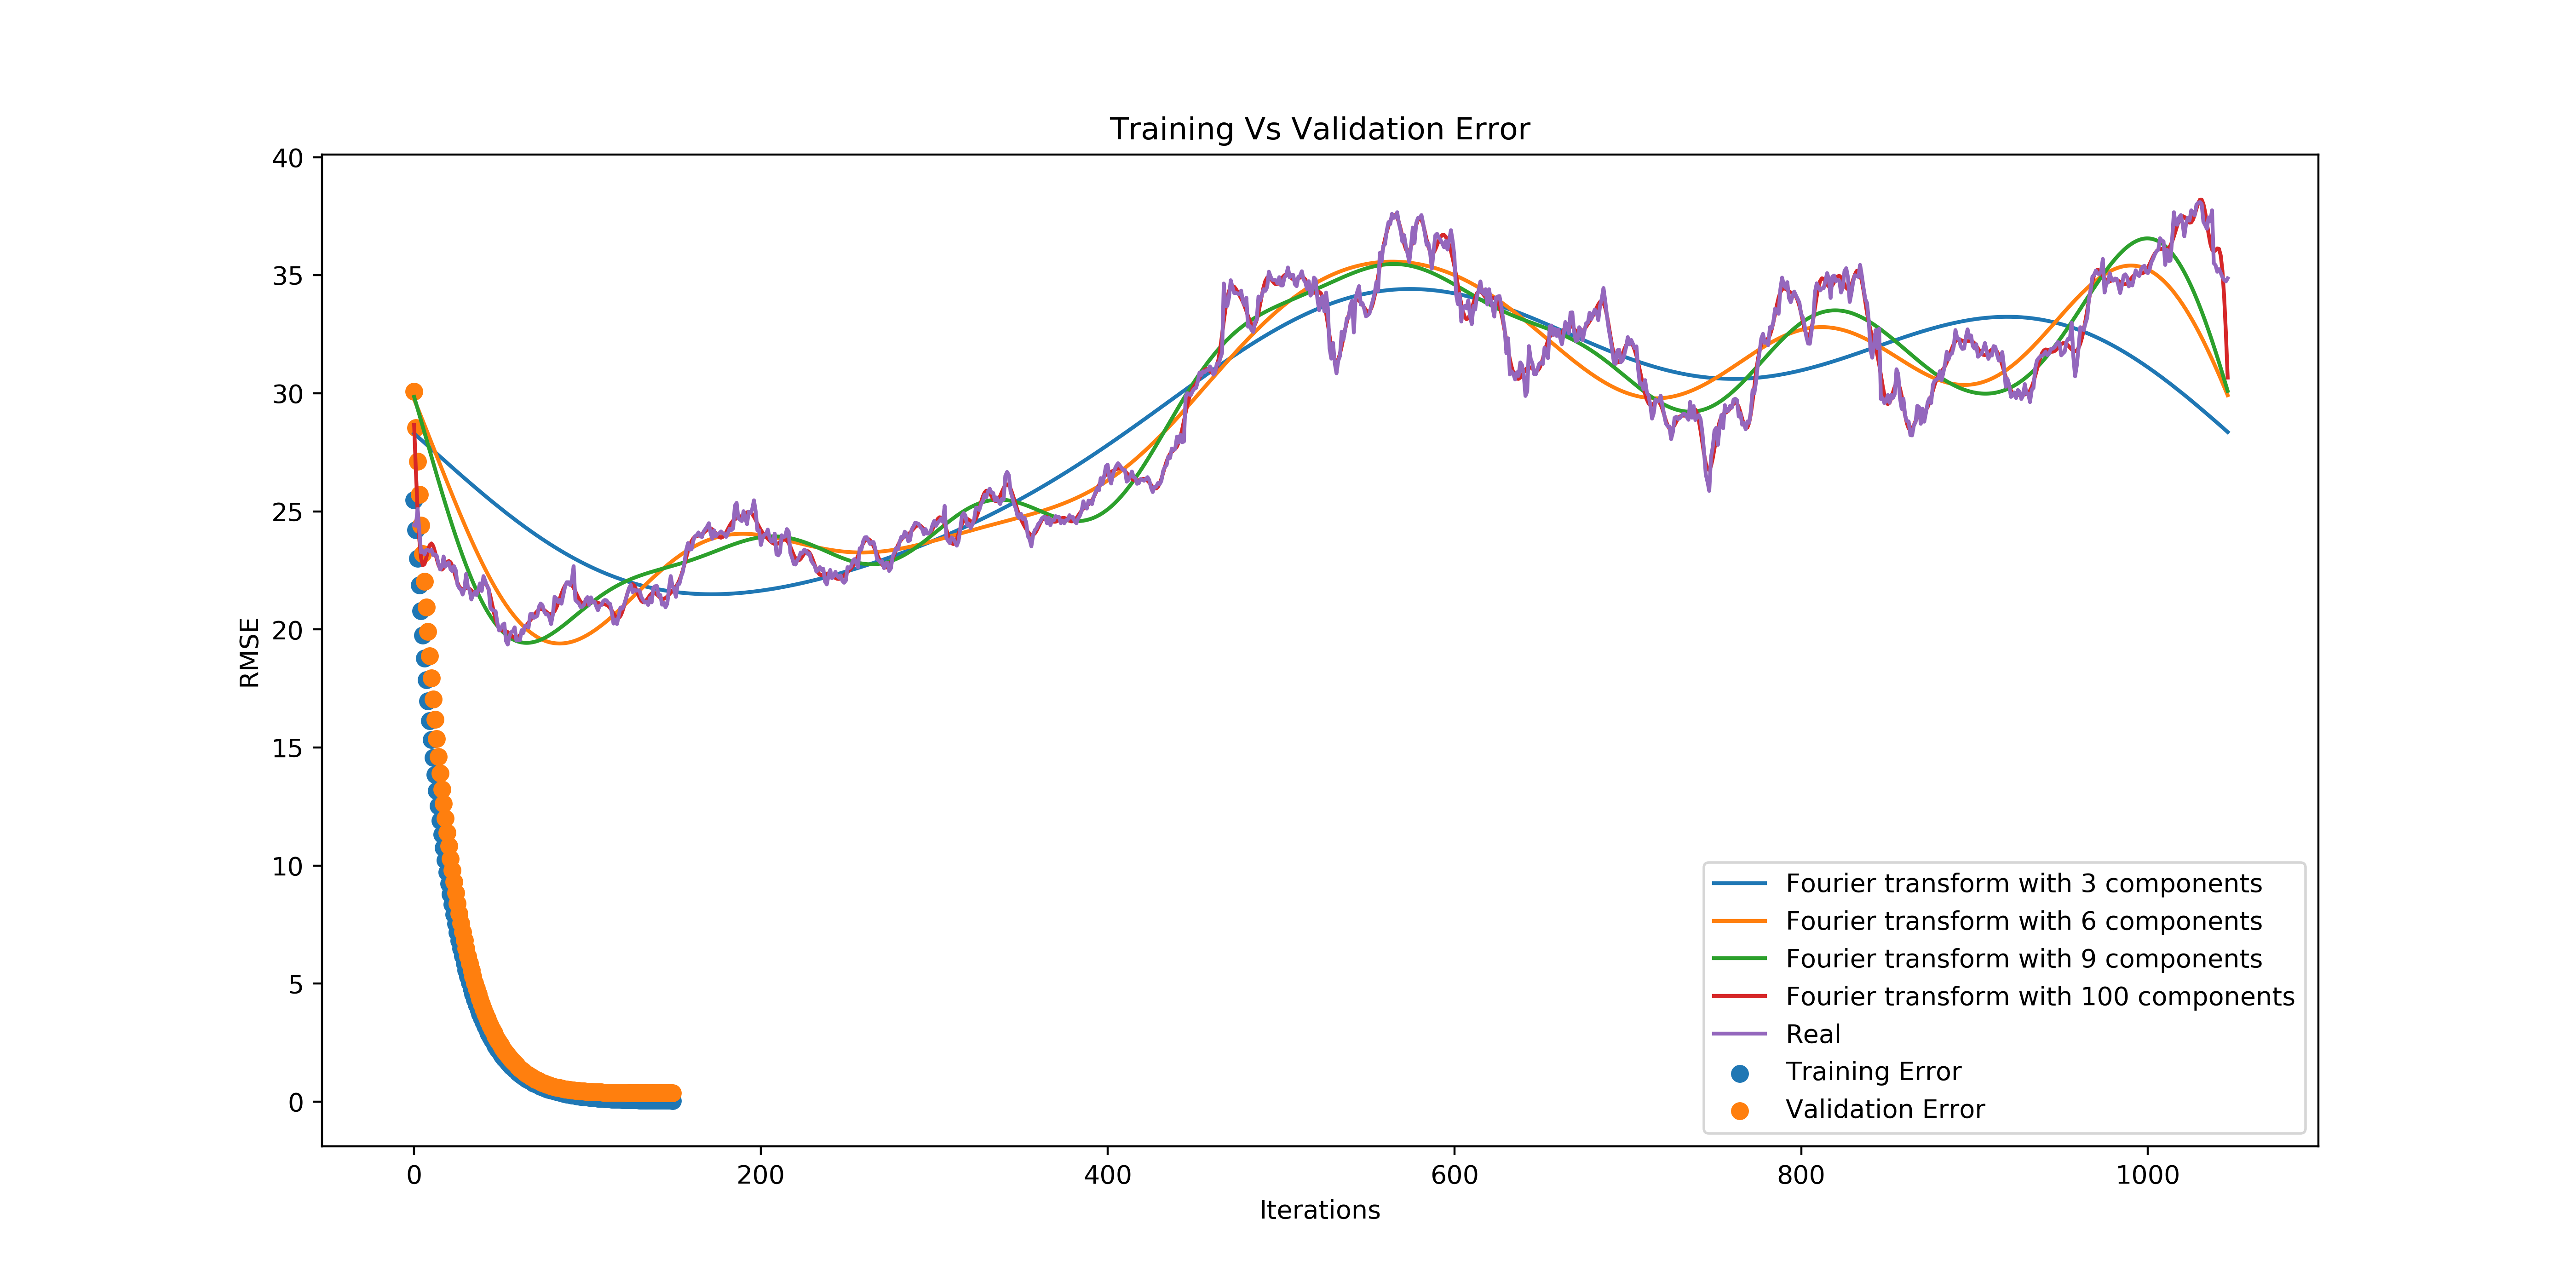 Training Vs Validation Error
40
35
30
25
20
15
10
5
0
RMSE
0 200 400 600 800 1000
Iterations
Fourier transform with 3 components
Fourier transform with 6 components
Fourier transform with 9 components
Fourier transform with 100 components
Real
Training Error
Validation Error